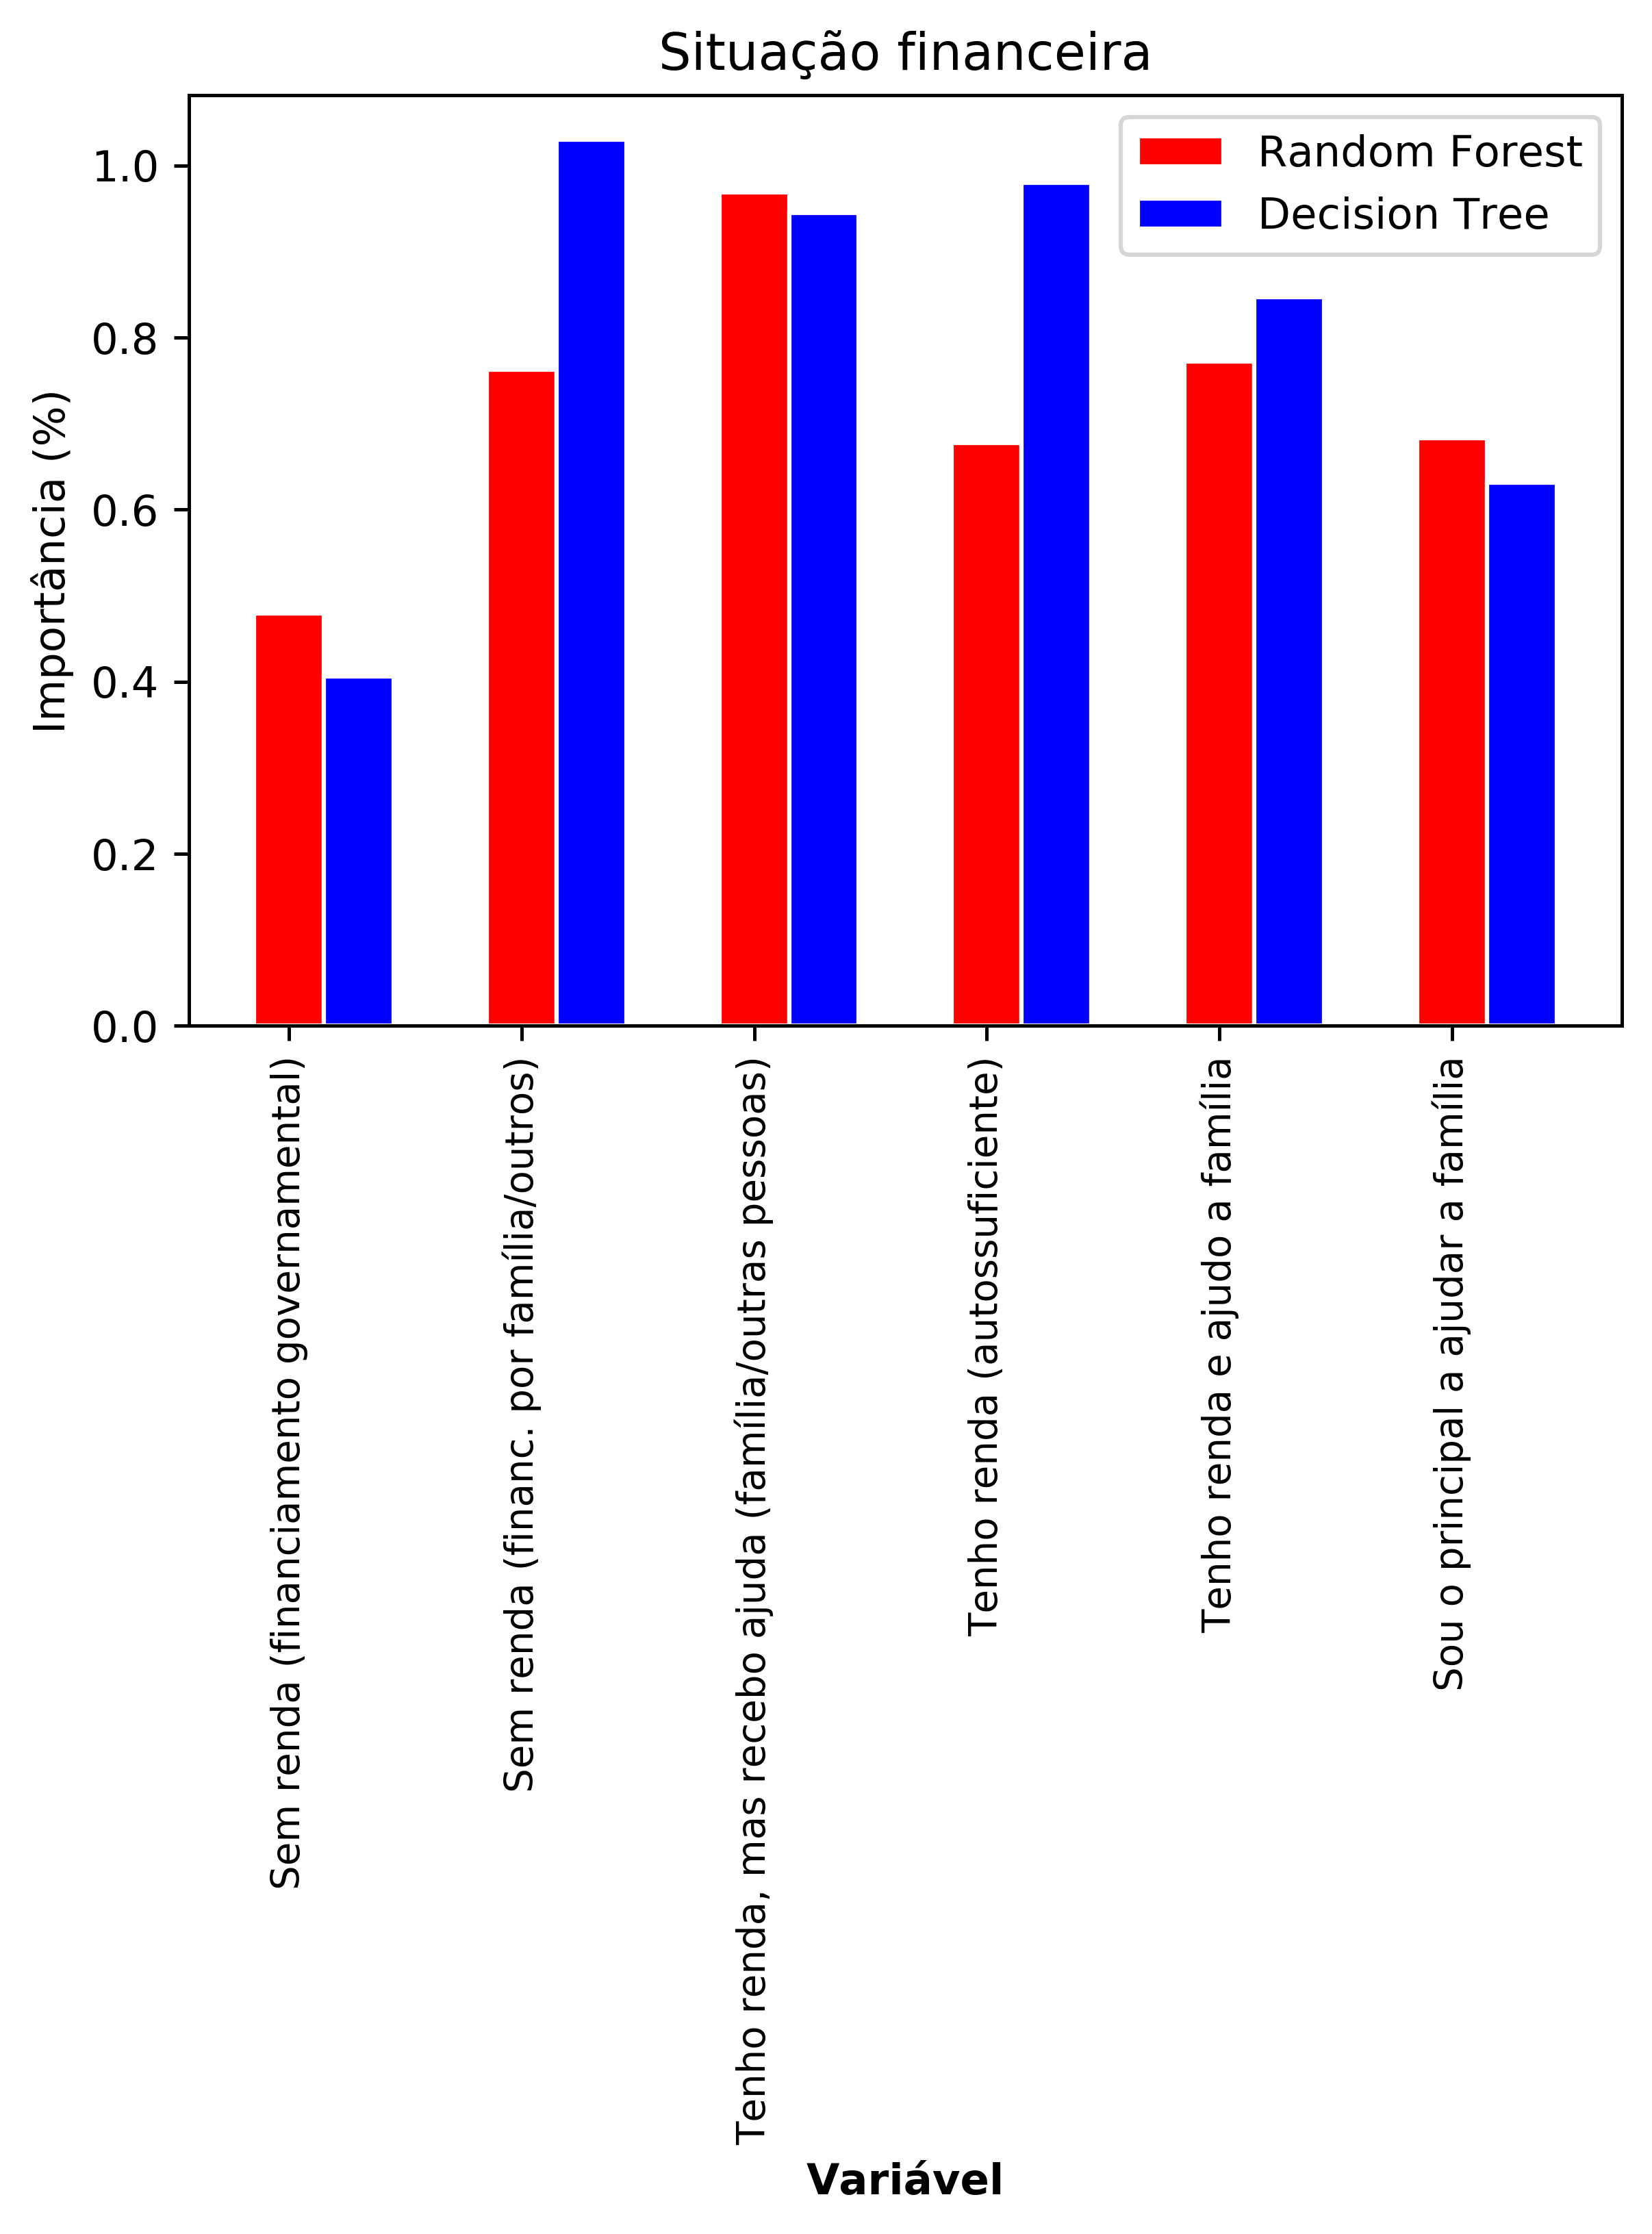 Situação financeira
Random Forest
Decision Tree
Importância (%)
1.0
0.8
0.6
0.4
0.2
0.0
Sem renda (financiamento governamental)
Sem renda (financ. por família/outros)
Tenho renda, mas recebo ajuda (família/outras pessoas)
Tenho renda (autossuficiente)
Tenho renda e ajudo a família
Sou o principal a ajudar a família
Variável